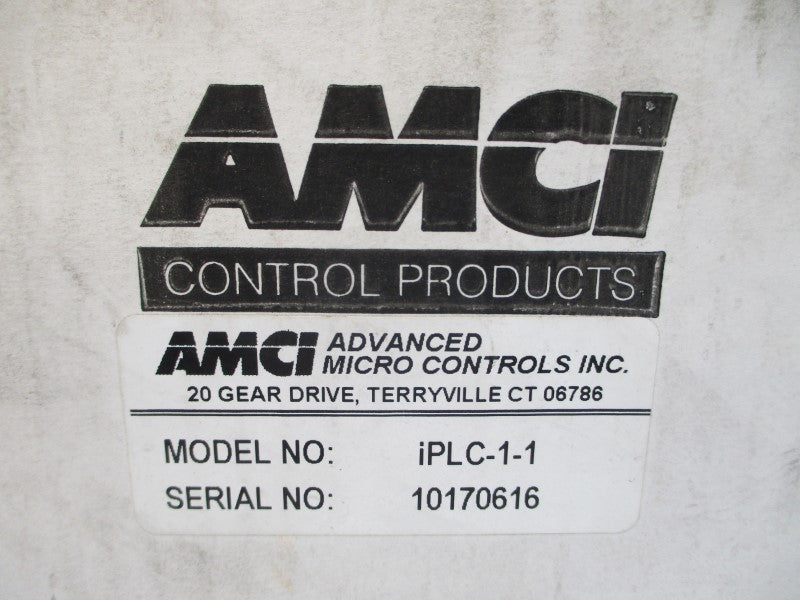 AMCI
CONTROL PRODUCTS
AMCI ADVANCED
MICRO CONTROLS INC.
20 GEAR DRIVE, TERRYVILLE CT 06786
MODEL NO: iPLC-1-1
SERIAL NO: 10170616